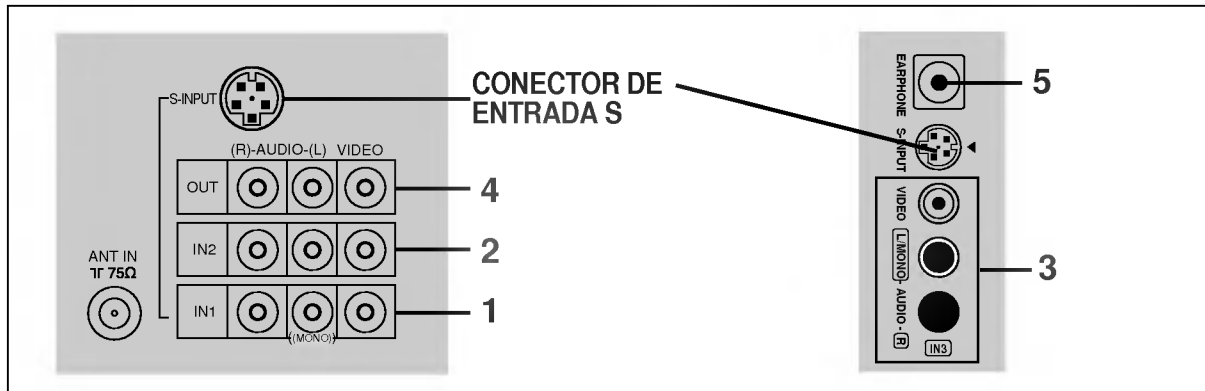 S-INPUT
(R)-AUDIO-(L) VIDEO
OUT
IN2
IN1
((MONO))
ANT IN
75Ω
CONECTOR DE
ENTRADA S
4
2
1
EARPHONE
S-INPUT
VIDEO
L/MONO - AUDIO - R
IN3
5
3